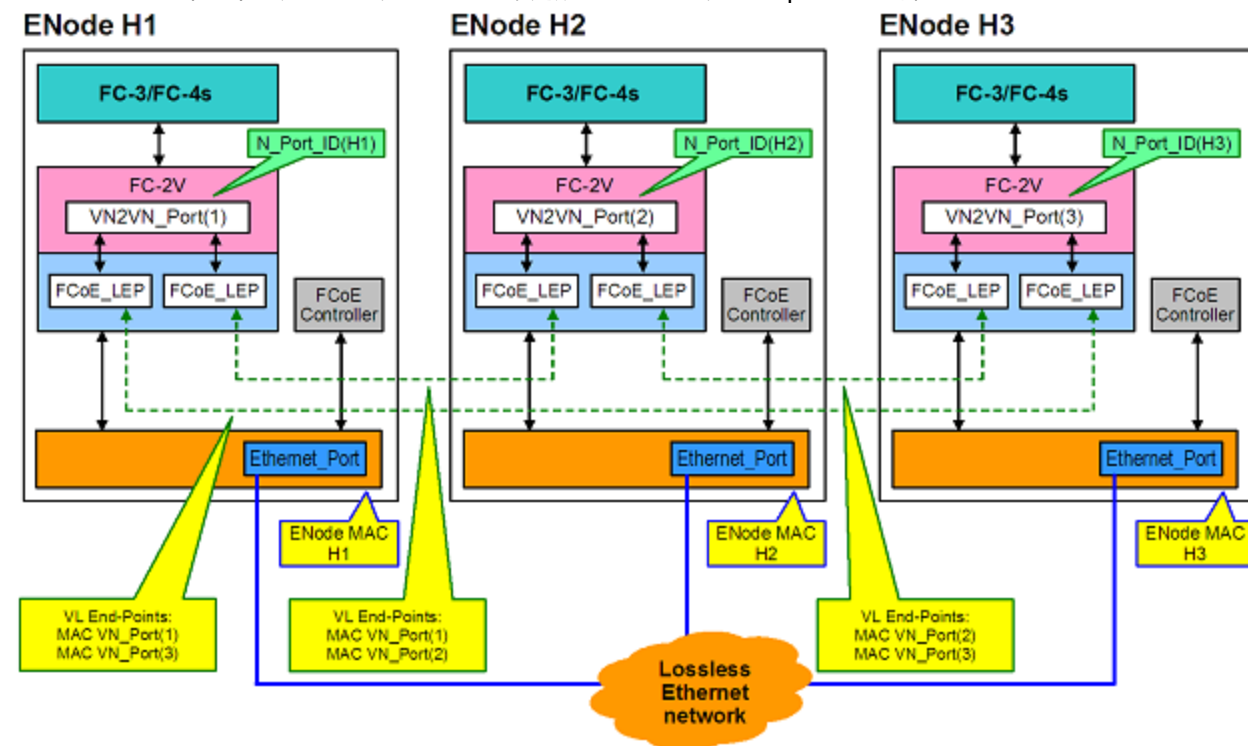 ENode H1
ENode H2
ENode H3
FC-3/FC-4s
FC-3/FC-4s
FC-3/FC-4s
N_Port_ID(H1)
N_Port_ID(H2)
N_Port_ID(H3)
FC-2V
FC-2V
FC-2V
VN2VN_Port(1)
VN2VN_Port(2)
VN2VN_Port(3)
FCoE_LEP
FCoE_LEP
FCoE
Controller
FCoE_LEP
FCoE_LEP
FCoE
Controller
FCoE_LEP
FCoE_LEP
FCoE
Controller
Ethernet_Port
Ethernet_Port
Ethernet_Port
ENode MAC
H1
ENode MAC
H2
ENode MAC
H3
VL End-Points:
MAC VN_Port(1)
MAC VN_Port(3)
VL End-Points:
MAC VN_Port(1)
MAC VN_Port(2)
VL End-Points:
MAC VN_Port(2)
MAC VN_Port(3)
Lossless
Ethernet
network